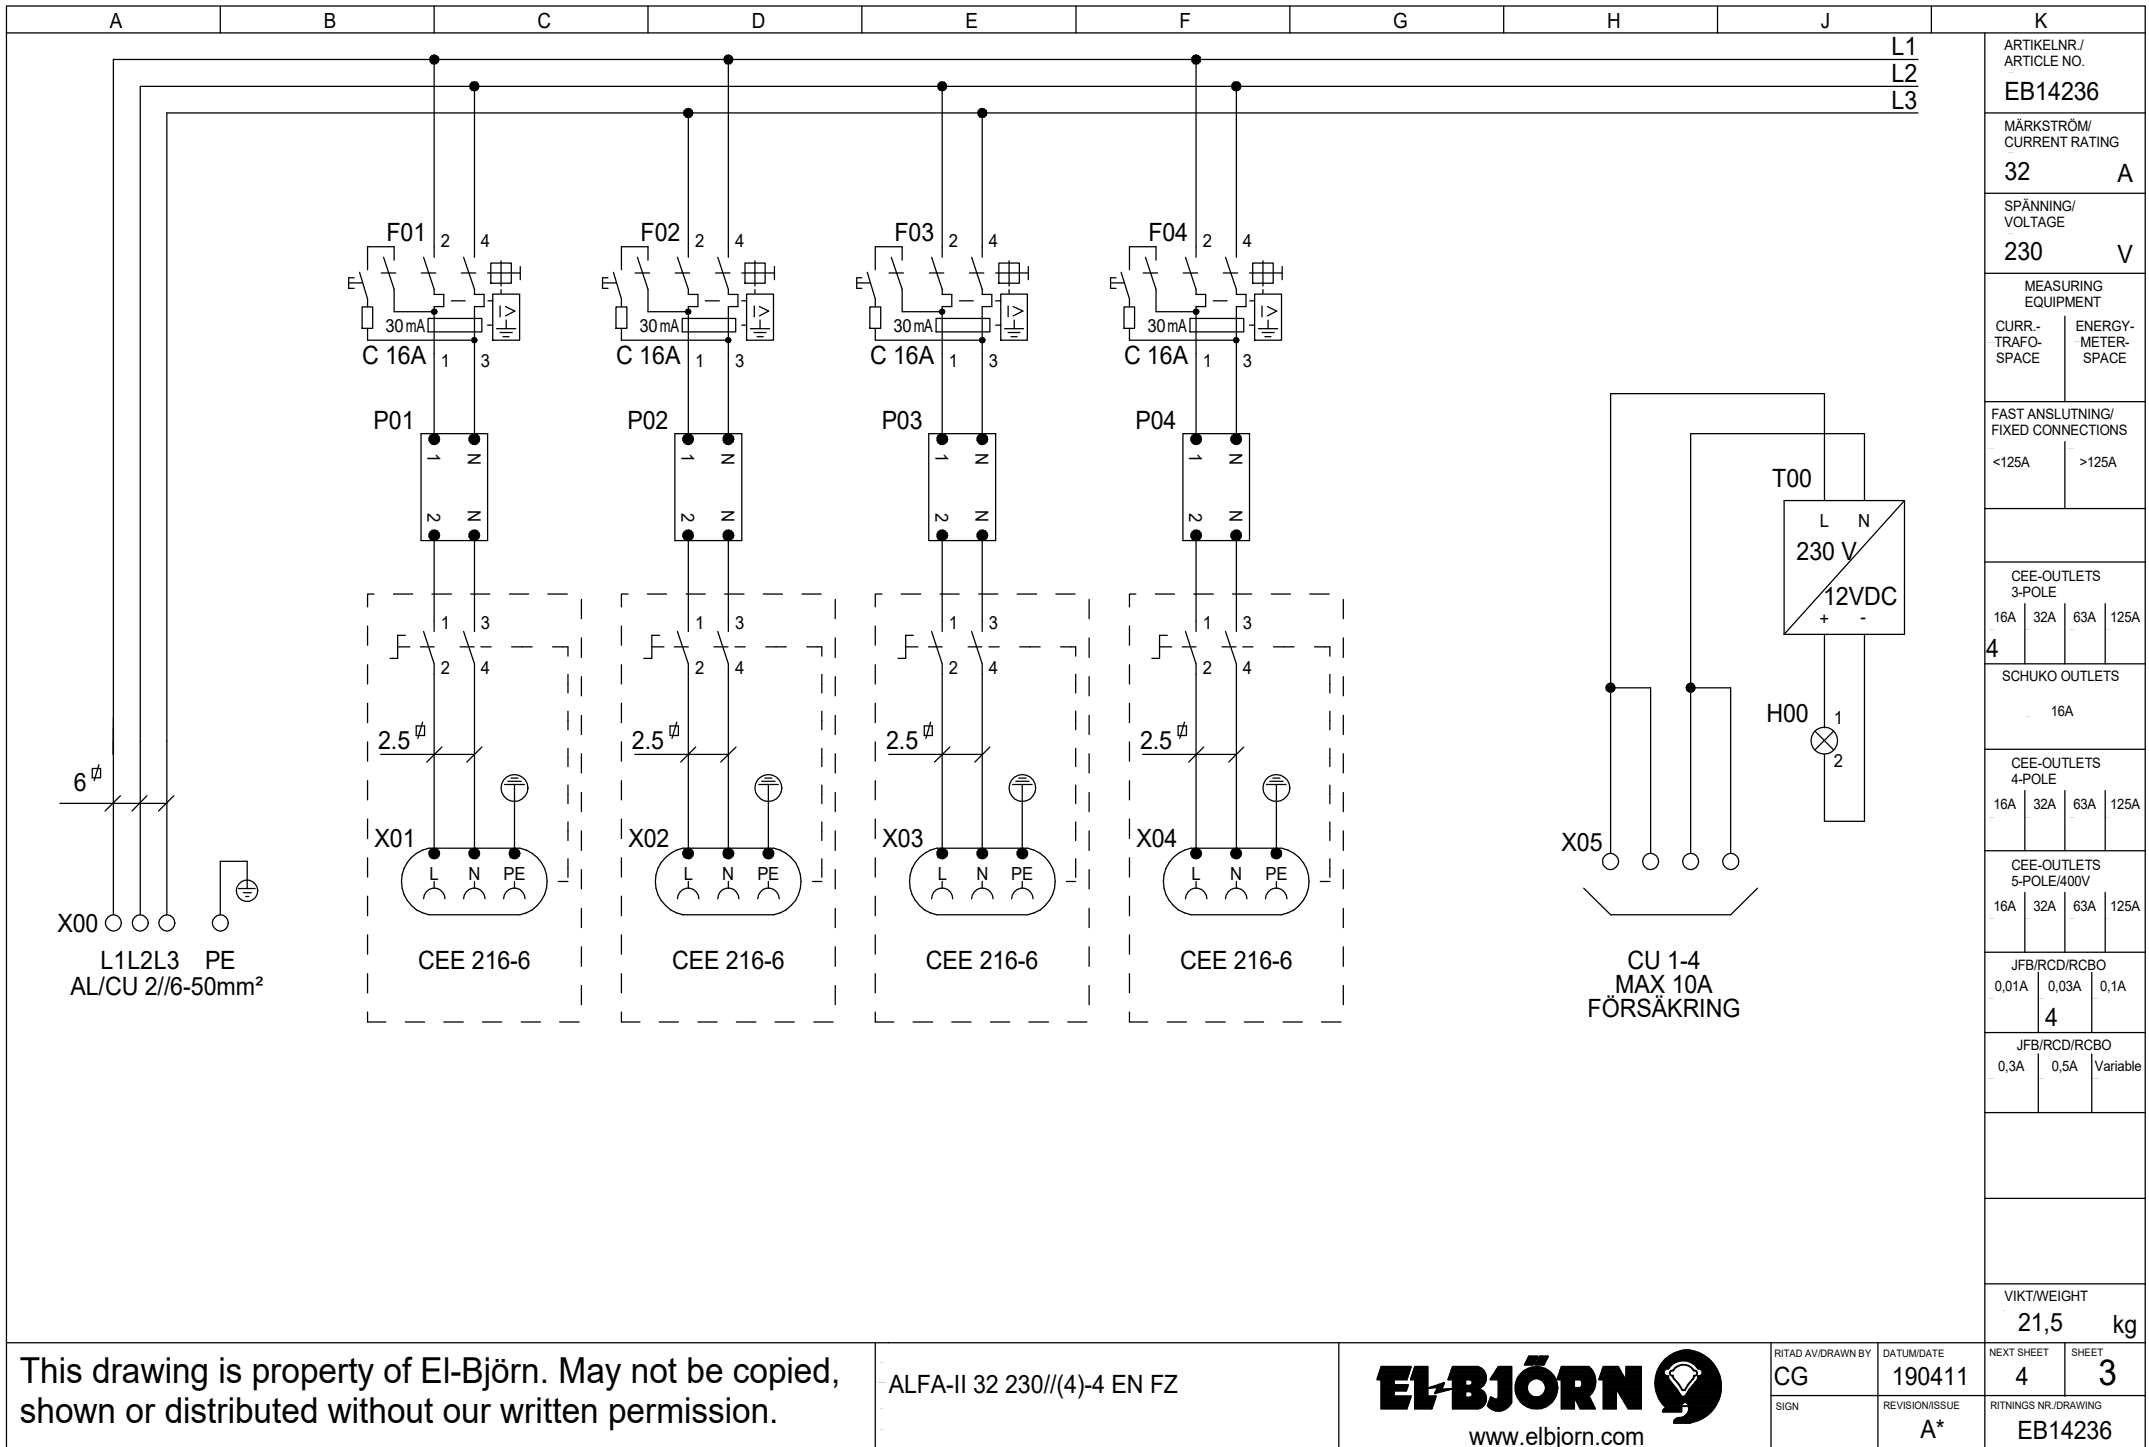 A B C D E F G H J K
L1
L2
L3
F01 2 4
30 mA
C 16A 1 3
P01
1 N
2 N
1 3
2 4
2.5
X01
L N PE
CEE 216-6
F02 2 4
30 mA
C 16A 1 3
P02
1 N
2 N
1 3
2 4
2.5
X02
L N PE
CEE 216-6
F03 2 4
30 mA
C 16A 1 3
P03
1 N
2 N
1 3
2 4
2.5
X03
L N PE
CEE 216-6
F04 2 4
30 mA
C 16A 1 3
P04
1 N
2 N
1 3
2 4
2.5
X04
L N PE
CEE 216-6
6
X00
L1L2L3 PE
AL/CU 2//6-50mm²
T00
L N
230 V
12VDC
+ -
H00 1
2
X05
CU 1-4
MAX 10A
FÖRSÄKRING
ARTIKELNR./
ARTICLE NO.
EB14236
MÄRKSTRÖM/
CURRENT RATING
32 A
SPÄNNING/
VOLTAGE
230 V
MEASURING
EQUIPMENT
CURR.- ENERGY-
TRAFO- METER-
SPACE SPACE
FAST ANSLUTNING/
FIXED CONNECTIONS
<125A >125A
CEE-OUTLETS
3-POLE
16A 32A 63A 125A
4
SCHUKO OUTLETS
16A
CEE-OUTLETS
4-POLE
16A 32A 63A 125A
CEE-OUTLETS
5-POLE/400V
16A 32A 63A 125A
JFB/RCD/RCBO
0,01A 0,03A 0,1A
4
JFB/RCD/RCBO
0,3A 0,5A Variable
VIKT/WEIGHT
21,5 kg
This drawing is property of El-Björn. May not be copied,
shown or distributed without our written permission.
ALFA-II 32 230//(4)-4 EN FZ
EL-BJÖRN
www.elbjorn.com
RITAD AV/DRAWN BY
CG
DATUM/DATE
190411
NEXT SHEET
4
SHEET
3
SIGN
REVISION/ISSUE
A*
RITNINGS NR./DRAWING
EB14236